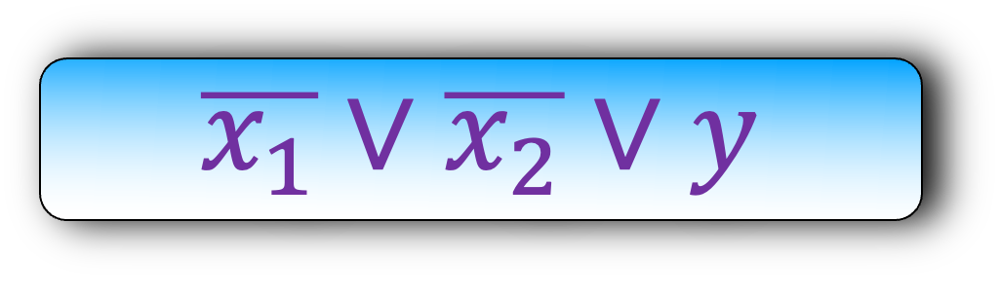 x̅₁ ∨ x̅₂ ∨ y